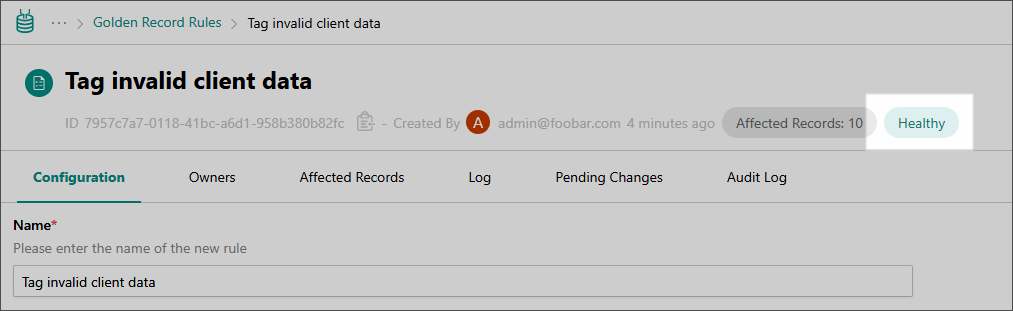 ··· > Golden Record Rules > Tag invalid client data
Tag invalid client data
ID 7957c7a7-0118-41bc-a6d1-958b380b82fc - Created By A admin@foobar.com 4 minutes ago Affected Records: 10 Healthy
Configuration Owners Affected Records Log Pending Changes Audit Log
Name*
Please enter the name of the new rule
Tag invalid client data